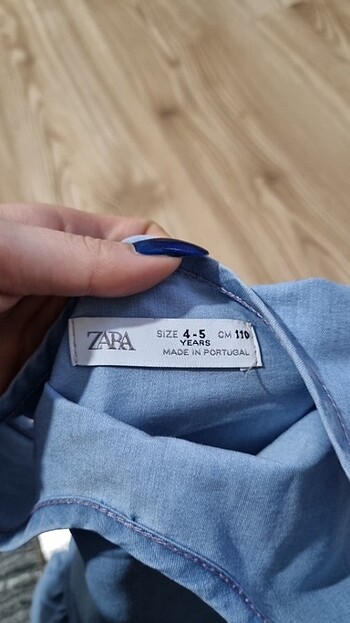 ZARA
SIZE 4-5 CM 110
YEARS
MADE IN PORTUGAL